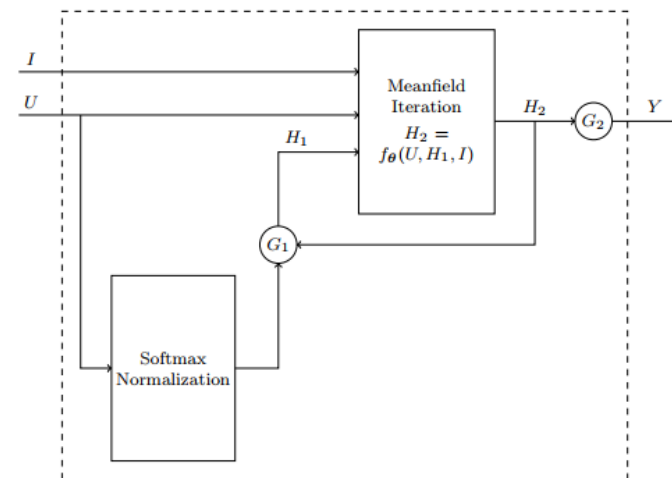 I
U
Meanfield
Iteration
H₂ =
f_θ(U, H₁, I)
H₁
H₂
G₂
Y
G₁
Softmax
Normalization